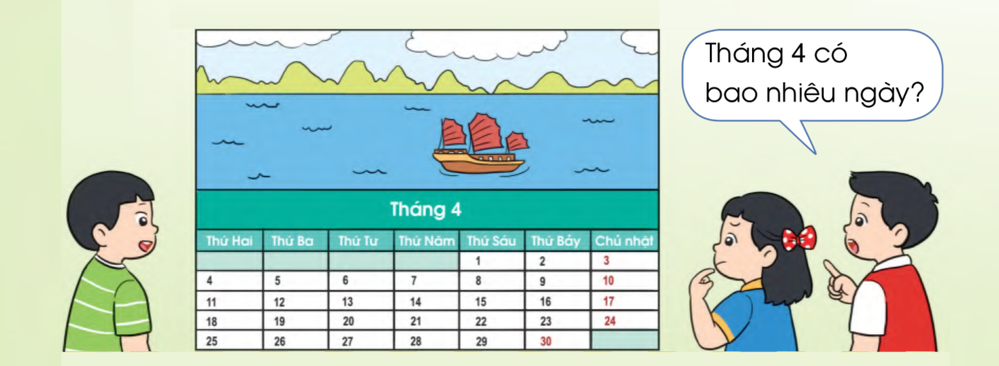 Tháng 4 có
bao nhiêu ngày?
Tháng 4
Thứ Hai Thứ Ba Thứ Tư Thứ Năm Thứ Sáu Thứ Bảy Chủ nhật
1 2 3
4 5 6 7 8 9 10
11 12 13 14 15 16 17
18 19 20 21 22 23 24
25 26 27 28 29 30